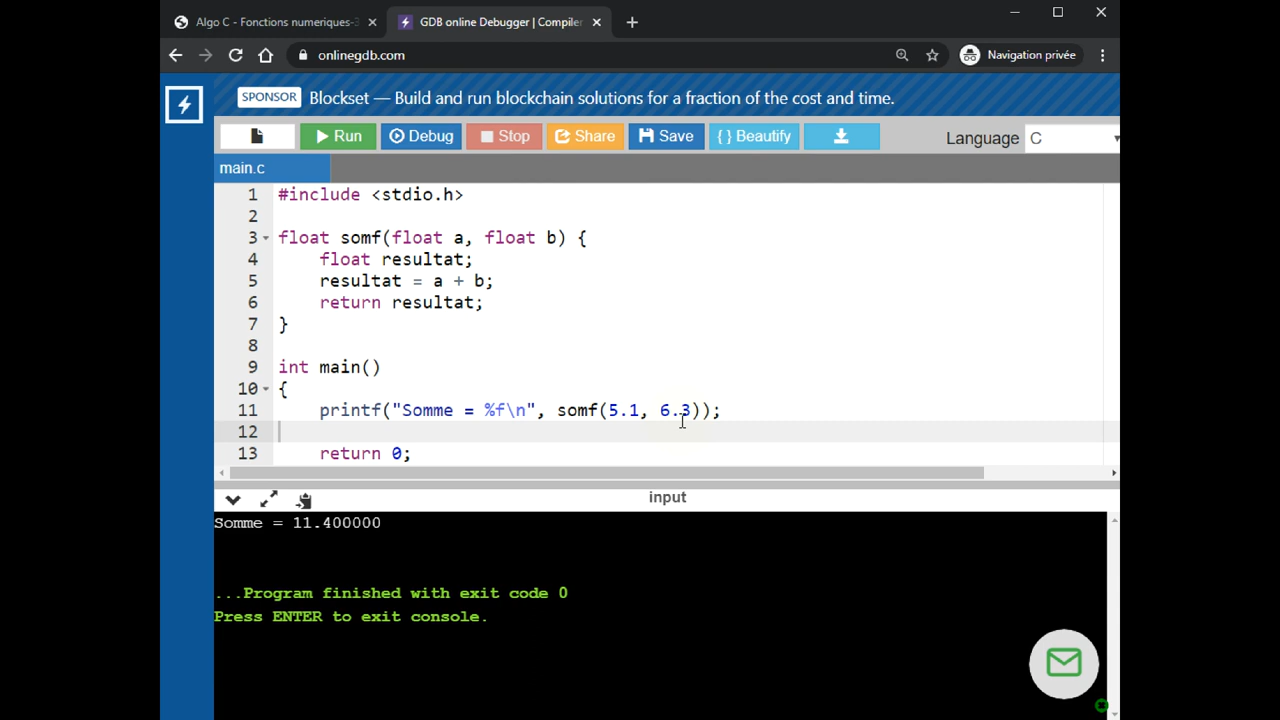 Algo C - Fonctions numeriques-3
GDB online Debugger | Compiler
onlinegdb.com
Navigation privée
SPONSOR Blockset — Build and run blockchain solutions for a fraction of the cost and time.
Run Debug Stop Share Save { } Beautify Language C
main.c
1 #include <stdio.h>
2
3 float somf(float a, float b) {
4 float resultat;
5 resultat = a + b;
6 return resultat;
7 }
8
9 int main()
10 {
11 printf("Somme = %f\n", somf(5.1, 6.3));
12
13 return 0;
input
Somme = 11.400000
...Program finished with exit code 0
Press ENTER to exit console.